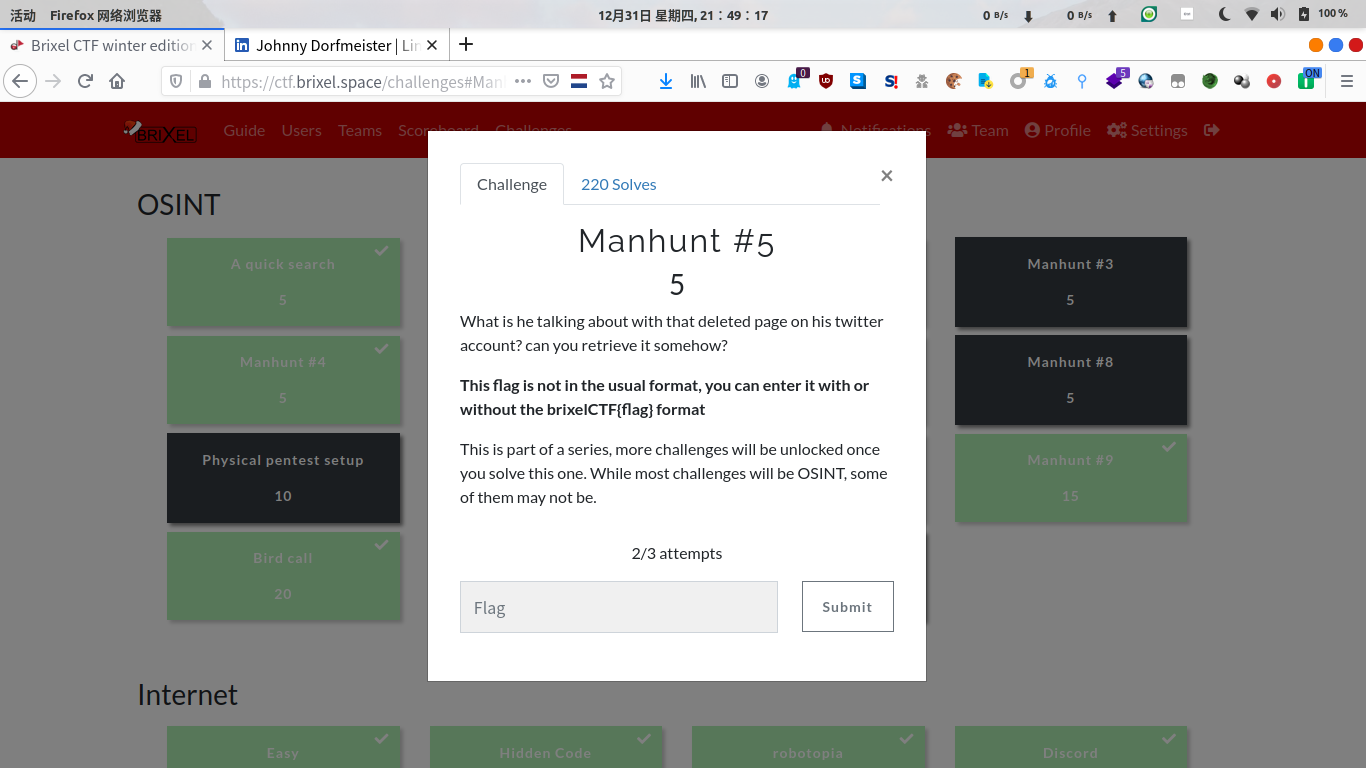 活动 Firefox 网络浏览器 12月31日 星期四, 21：49：17 0 B/s 0 B/s 100 %
Brixel CTF winter edition Johnny Dorfmeister | Lin
https://ctf.brixel.space/challenges#Man 0 1 5 ON
BRIXEL Guide Users Teams Scoreboard Challenges Notifications Team Profile Settings
OSINT
A quick search
5
Manhunt #3
5
Manhunt #4
5
Manhunt #8
5
Physical pentest setup
10
Manhunt #9
15
Bird call
20
Challenge 220 Solves ×
Manhunt #5
5
What is he talking about with that deleted page on his twitter
account? can you retrieve it somehow?
This flag is not in the usual format, you can enter it with or
without the brixelCTF{flag} format
This is part of a series, more challenges will be unlocked once
you solve this one. While most challenges will be OSINT, some
of them may not be.
2/3 attempts
Flag Submit
Internet
Easy Hidden Code robotopia Discord